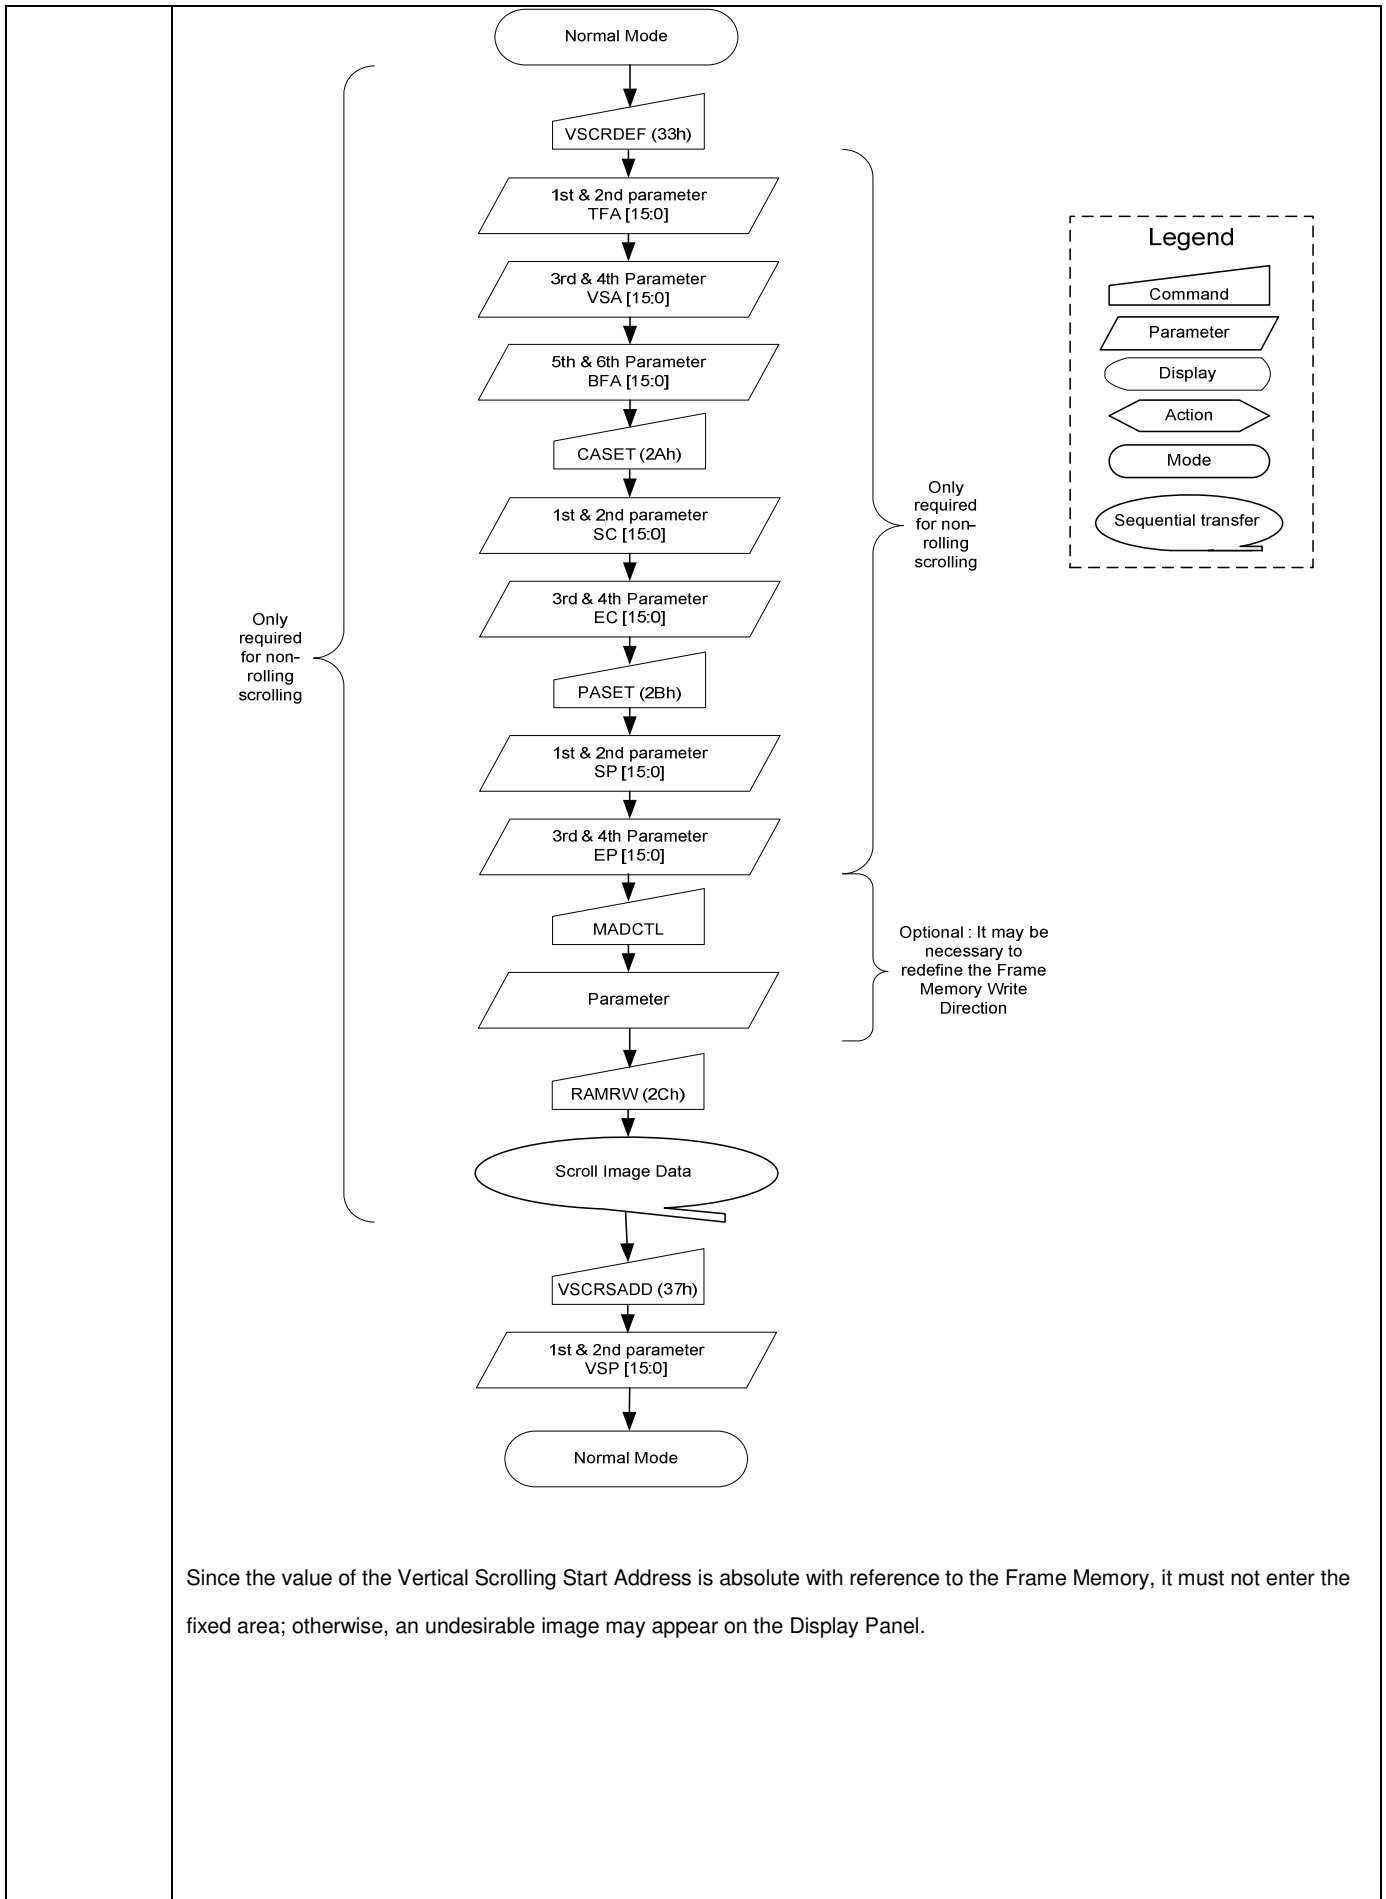 Normal Mode
VSCRDEF (33h)
1st & 2nd parameter
TFA [15:0]
3rd & 4th Parameter
VSA [15:0]
5th & 6th Parameter
BFA [15:0]
CASET (2Ah)
1st & 2nd parameter
SC [15:0]
3rd & 4th Parameter
EC [15:0]
PASET (2Bh)
1st & 2nd parameter
SP [15:0]
3rd & 4th Parameter
EP [15:0]
MADCTL
Parameter
RAMRW (2Ch)
Scroll Image Data
VSCRSADD (37h)
1st & 2nd parameter
VSP [15:0]
Normal Mode
Only
required
for non-
rolling
scrolling
Only
required
for non-
rolling
scrolling
Optional : It may be
necessary to
redefine the Frame
Memory Write
Direction
Legend
Command
Parameter
Display
Action
Mode
Sequential transfer
Since the value of the Vertical Scrolling Start Address is absolute with reference to the Frame Memory, it must not enter the
fixed area; otherwise, an undesirable image may appear on the Display Panel.